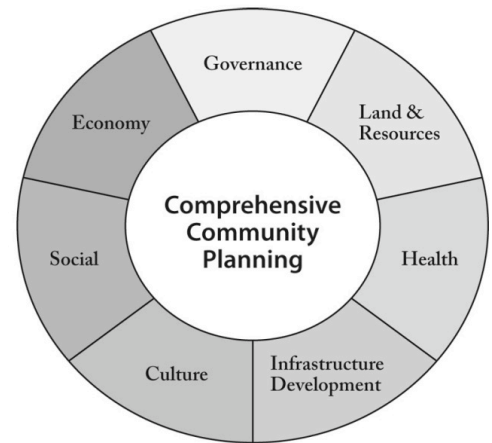 Governance
Land &
Resources
Health
Infrastructure
Development
Culture
Social
Economy
Comprehensive
Community
Planning